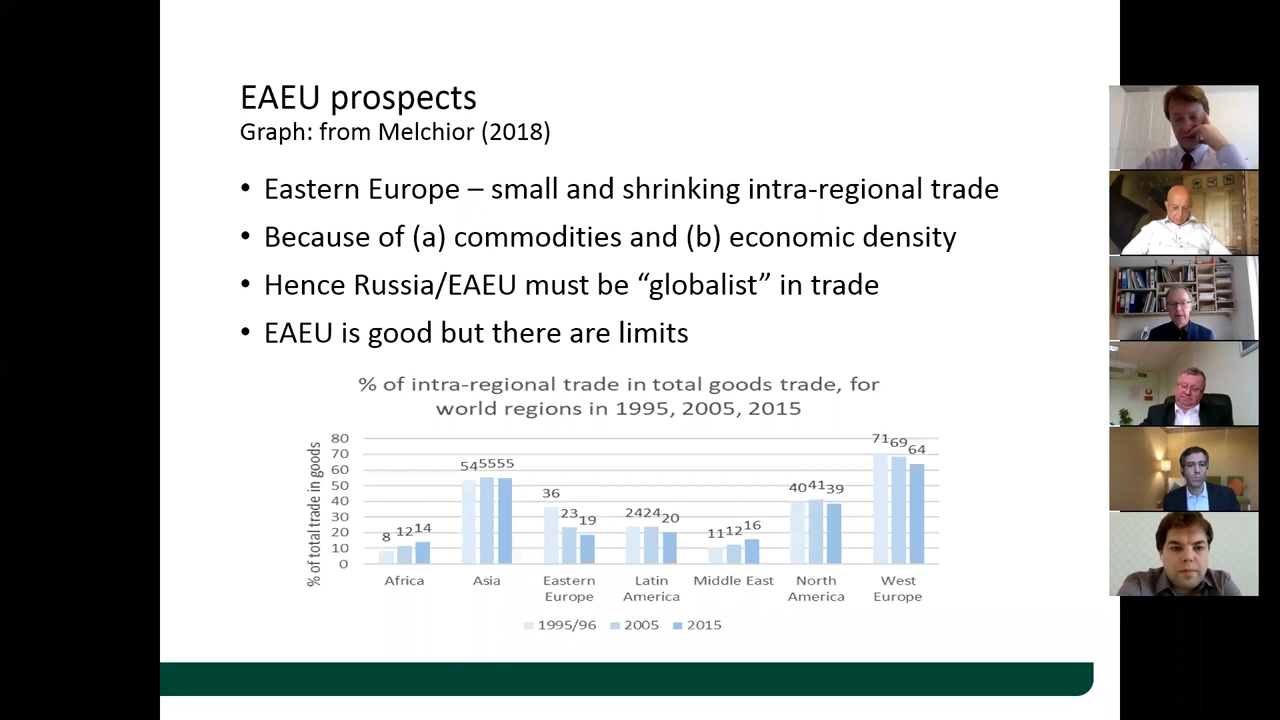 EAEU prospects
Graph: from Melchior (2018)
• Eastern Europe – small and shrinking intra-regional trade
• Because of (a) commodities and (b) economic density
• Hence Russia/EAEU must be “globalist” in trade
• EAEU is good but there are limits
% of intra-regional trade in total goods trade, for
world regions in 1995, 2005, 2015
% of total trade in goods
80
70
60
50
40
30
20
10
0
8 12 14
54 55 55
36 23 19
24 24 20
11 12 16
40 41 39
71 69 64
Africa Asia Eastern Latin Middle East North West
Europe America America Europe
1995/96 2005 2015